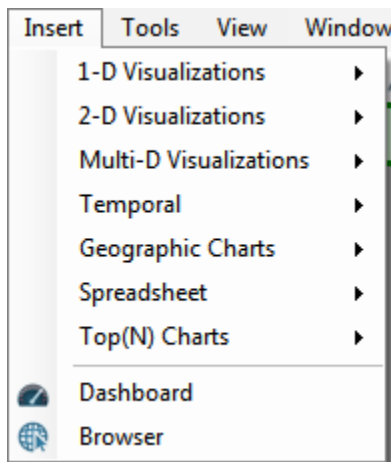 Insert Tools View Window
1-D Visualizations
2-D Visualizations
Multi-D Visualizations
Temporal
Geographic Charts
Spreadsheet
Top(N) Charts
Dashboard
Browser